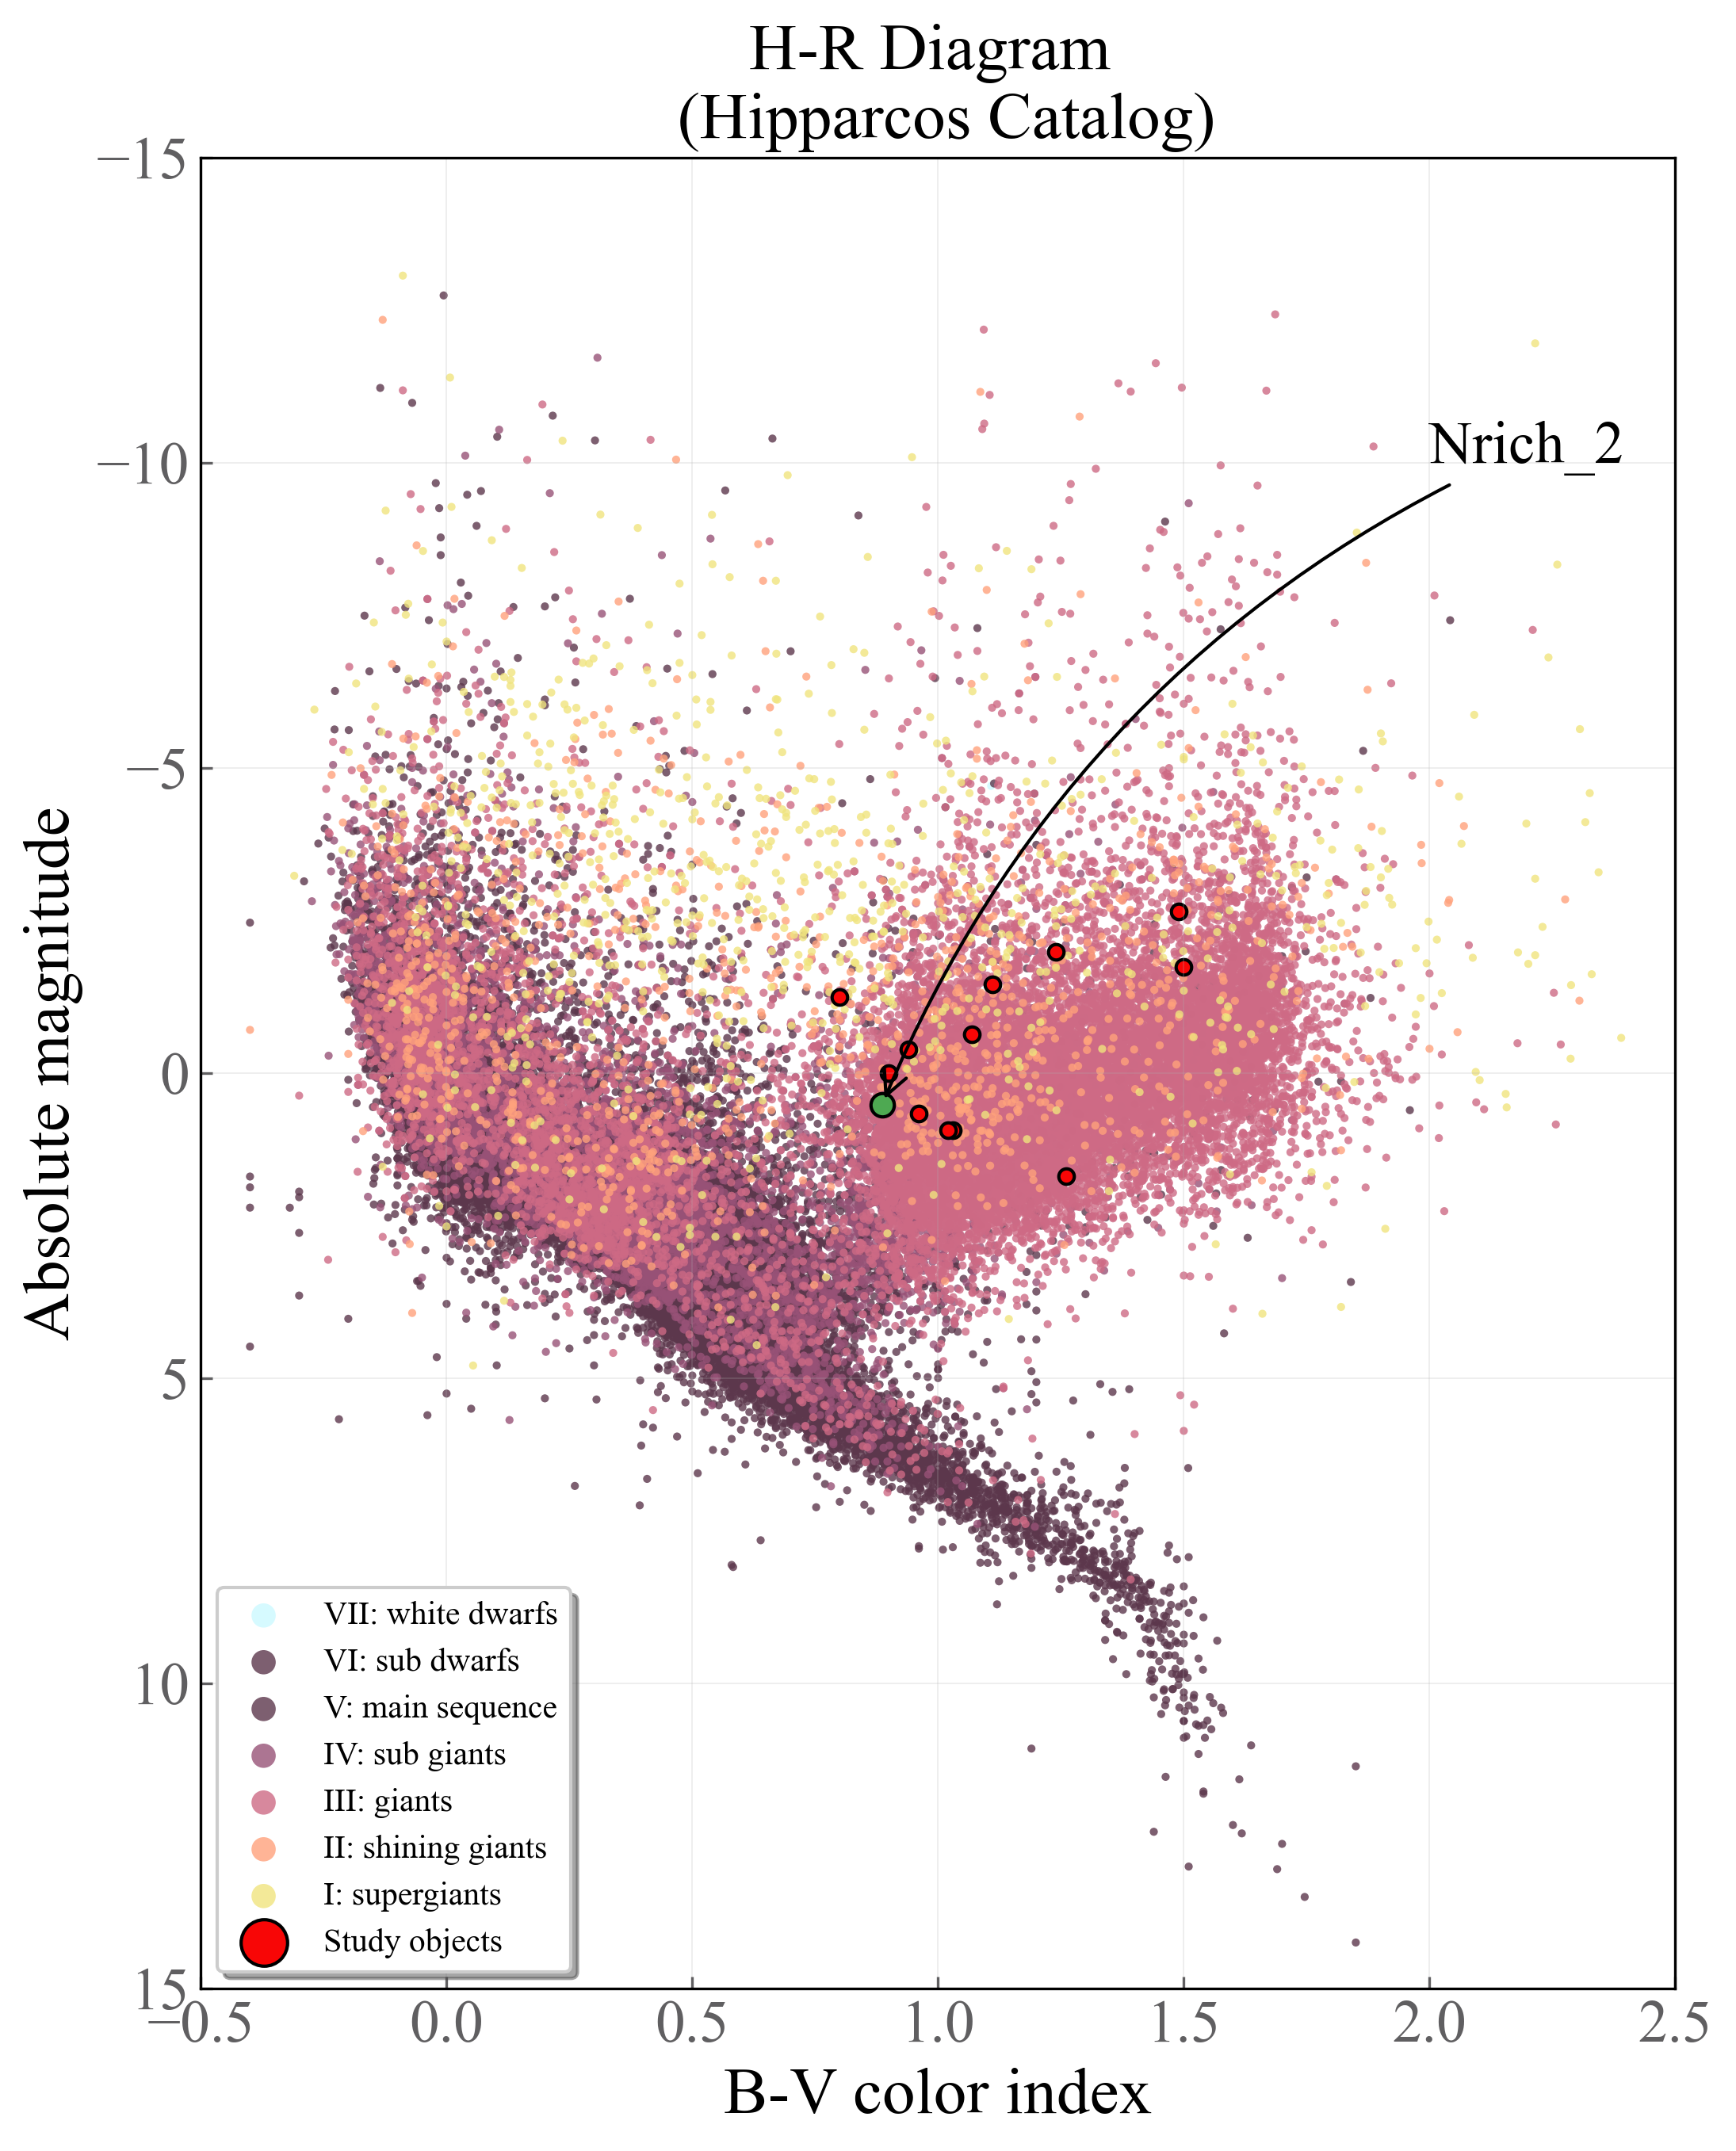 H-R Diagram
(Hipparcos Catalog)
−15
−10
−5
0
5
10
15
Absolute magnitude
Nrich_2
VII: white dwarfs
VI: sub dwarfs
V: main sequence
IV: sub giants
III: giants
II: shining giants
I: supergiants
Study objects
−0.5 0.0 0.5 1.0 1.5 2.0 2.5
B-V color index